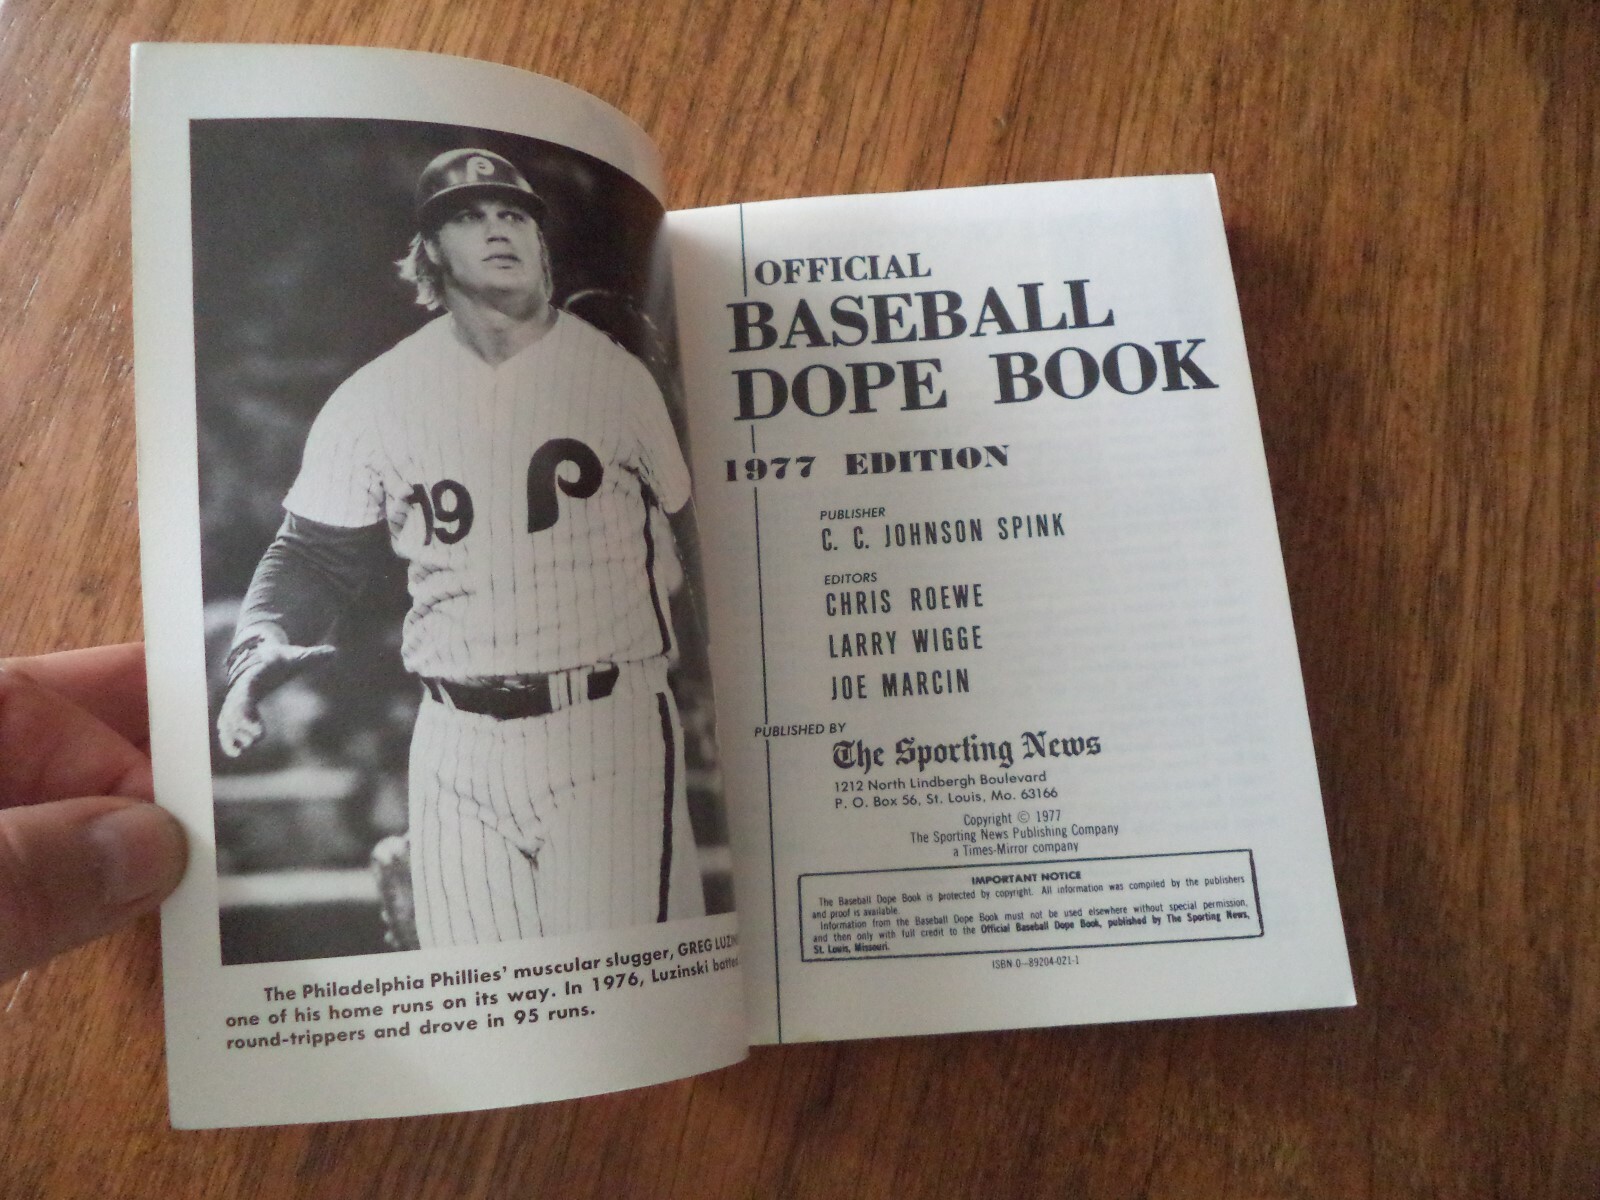 P
19 P
The Philadelphia Phillies' muscular slugger, GREG
one of his home runs on its way. In 1976, Luzinski
round-trippers and drove in 95 runs.
OFFICIAL
BASEBALL
DOPE BOOK
1977 EDITION
PUBLISHER
C. C. JOHNSON SPINK
EDITORS
CHRIS ROEWE
LARRY WIGGE
JOE MARCIN
PUBLISHED BY
The Sporting News
1212 North Lindbergh Boulevard
P. O. Box 56, St. Louis, Mo. 63166
Copyright © 1977
The Sporting News Publishing Company
a Times-Mirror company
IMPORTANT NOTICE
The Baseball Dope Book is protected by copyright. All information was compiled by the publishers
and proof is available.
Information from the Baseball Dope Book must not be used elsewhere without special permission,
and then only with full credit to the Official Baseball Dope Book, published by The Sporting News,
St. Louis, Missouri.
ISBN 0-89204-021-1